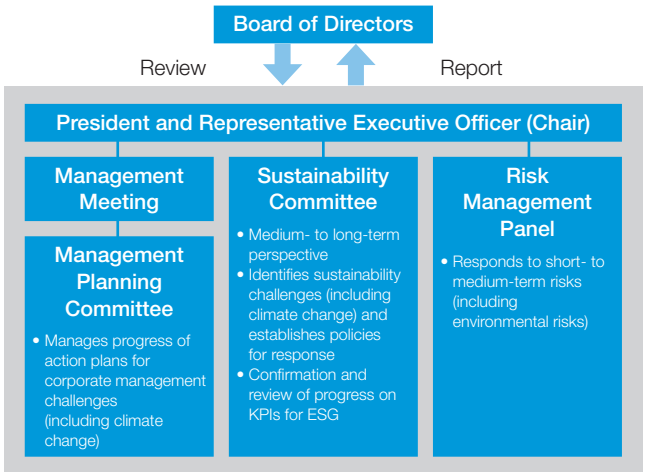 Board of Directors
Review
Report
President and Representative Executive Officer (Chair)
Management
Meeting
Management
Planning
Committee
• Manages progress of
action plans for
corporate management
challenges
(including climate
change)
Sustainability
Committee
• Medium- to long-term
perspective
• Identifies sustainability
challenges (including
climate change) and
establishes policies
for response
• Confirmation and
review of progress on
KPIs for ESG
Risk
Management
Panel
• Responds to short- to
medium-term risks
(including
environmental risks)